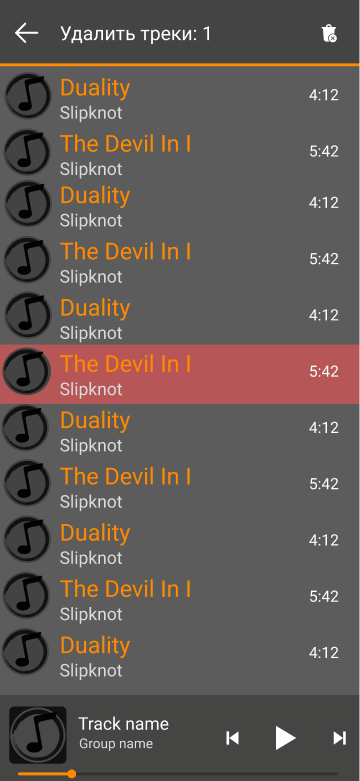 Удалить треки: 1
Duality
4:12
Slipknot
The Devil In I
5:42
Slipknot
Duality
4:12
Slipknot
The Devil In I
5:42
Slipknot
Duality
4:12
Slipknot
The Devil In I
5:42
Slipknot
Duality
4:12
Slipknot
The Devil In I
5:42
Slipknot
Duality
4:12
Slipknot
The Devil In I
5:42
Slipknot
Duality
4:12
Slipknot
Track name
Group name